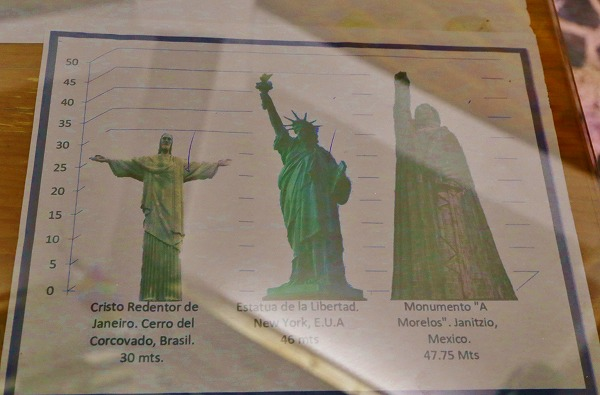 50
45
40
35
30
25
20
15
10
5
0
Cristo Redentor de
Janeiro. Cerro del
Corcovado, Brasil.
30 mts.
Estatua de la Libertad.
New York, E.U.A
46 mts
Monumento "A
Morelos". Janitzio,
Mexico.
47.75 Mts